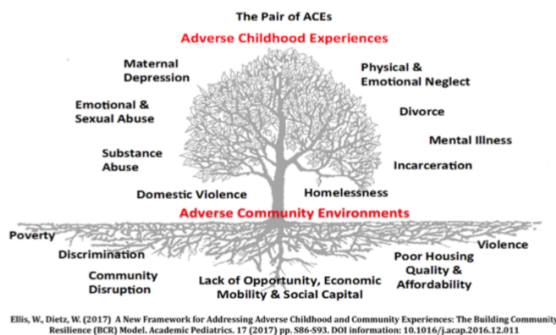 The Pair of ACEs
Adverse Childhood Experiences
Maternal
Depression
Physical &
Emotional Neglect
Emotional &
Sexual Abuse
Divorce
Mental Illness
Substance
Abuse
Incarceration
Domestic Violence
Homelessness
Adverse Community Environments
Poverty
Violence
Discrimination
Poor Housing
Quality &
Affordability
Community
Disruption
Lack of Opportunity, Economic
Mobility & Social Capital
Ellis, W., Dietz, W. (2017) A New Framework for Addressing Adverse Childhood and Community Experiences: The Building Community
Resilience (BCR) Model. Academic Pediatrics. 17 (2017) pp. S86-S93. DOI information: 10.1016/j.acap.2016.12.011